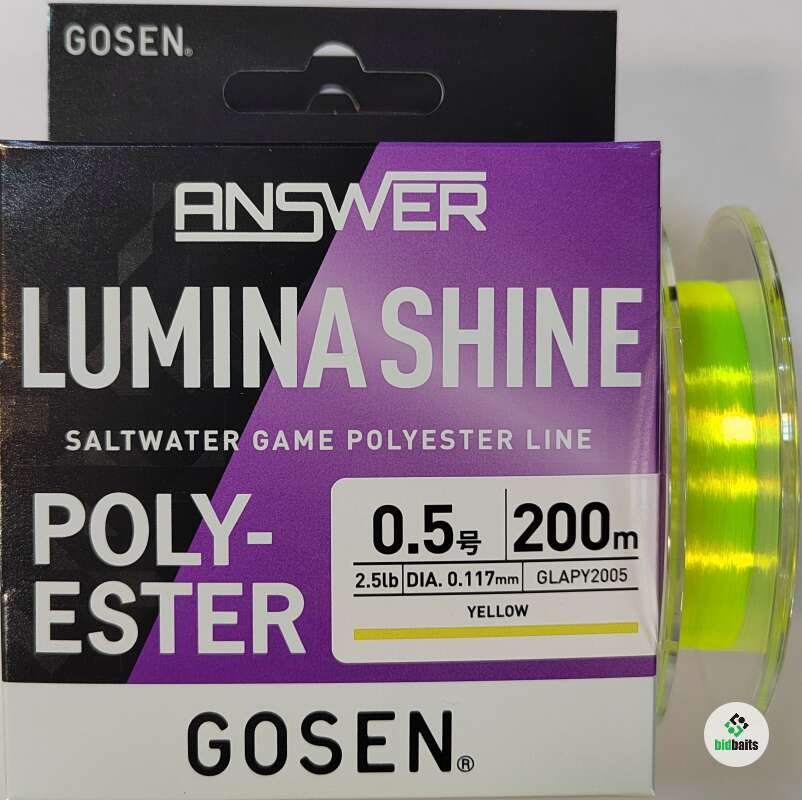 GOSEN®
ANSWER
LUMINA SHINE
SALTWATER GAME POLYESTER LINE
POLY-
ESTER
0.5号 200m
2.5lb DIA. 0.117mm GLAPY2005
YELLOW
GOSEN®
bidbaits